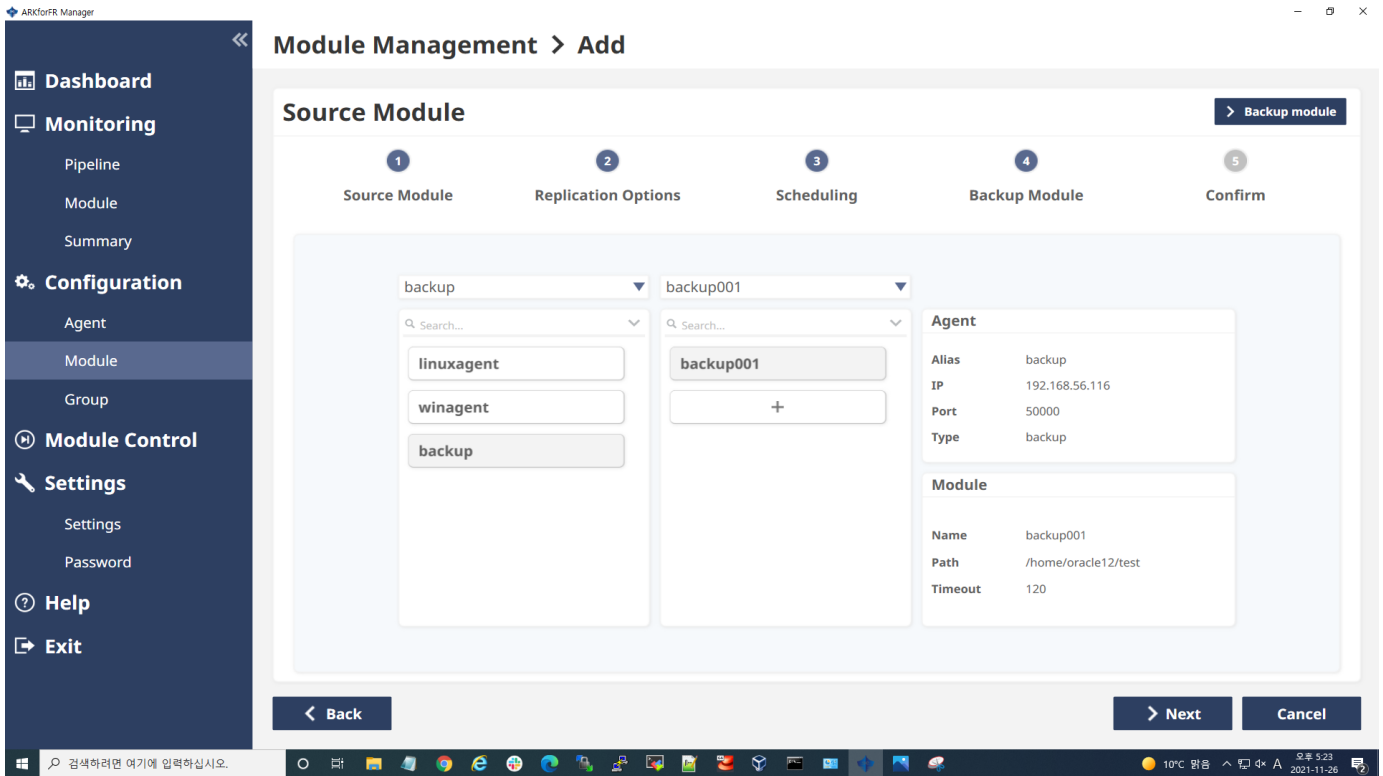 ARKforFR Manager
Module Management > Add
Dashboard
Monitoring
Pipeline
Module
Summary
Configuration
Agent
Module
Group
Module Control
Settings
Settings
Password
Help
Exit
Source Module
> Backup module
1 2 3 4 5
Source Module Replication Options Scheduling Backup Module Confirm
backup backup001
Search... Search...
linuxagent
winagent
backup
backup001
+
Agent
Alias backup
IP 192.168.56.116
Port 50000
Type backup
Module
Name backup001
Path /home/oracle12/test
Timeout 120
Back
Next
Cancel
검색하려면 여기에 입력하십시오.
10°C 맑음
A
오후 5:23
2021-11-26
2